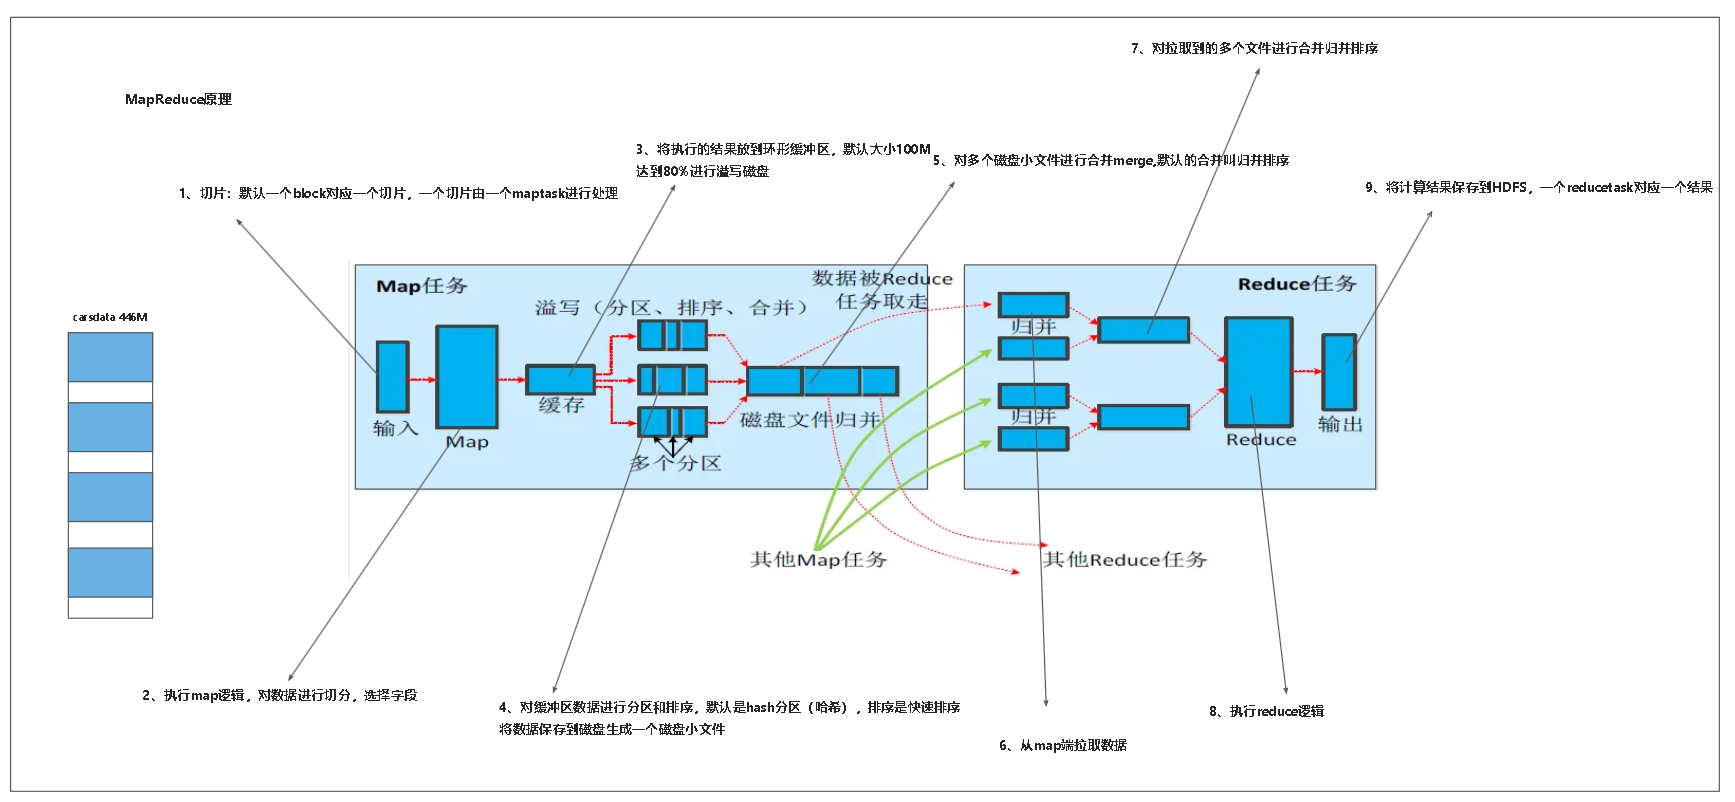 7、对拉取到的多个文件进行合并归并排序
MapReduce原理
3、将执行的结果放到环形缓冲区，默认大小100M
达到80%进行溢写磁盘
5、对多个磁盘小文件进行合并merge,默认的合并叫归并排序
1、切片：默认一个block对应一个切片，一个切片由一个maptask进行处理
9、将计算结果保存到HDFS，一个reducetask对应一个结果
Map任务
数据被Reduce
任务取走
Reduce任务
溢写（分区、排序、合并）
carsdata 446M
归并
缓存
输入
Map
磁盘文件归并
归并
输出
Reduce
多个分区
其他Map任务
其他Reduce任务
2、执行map逻辑，对数据进行切分，选择字段
4、对缓冲区数据进行分区和排序，默认是hash分区（哈希），排序是快速排序
将数据保存到磁盘生成一个磁盘小文件
8、执行reduce逻辑
6、从map端拉取数据